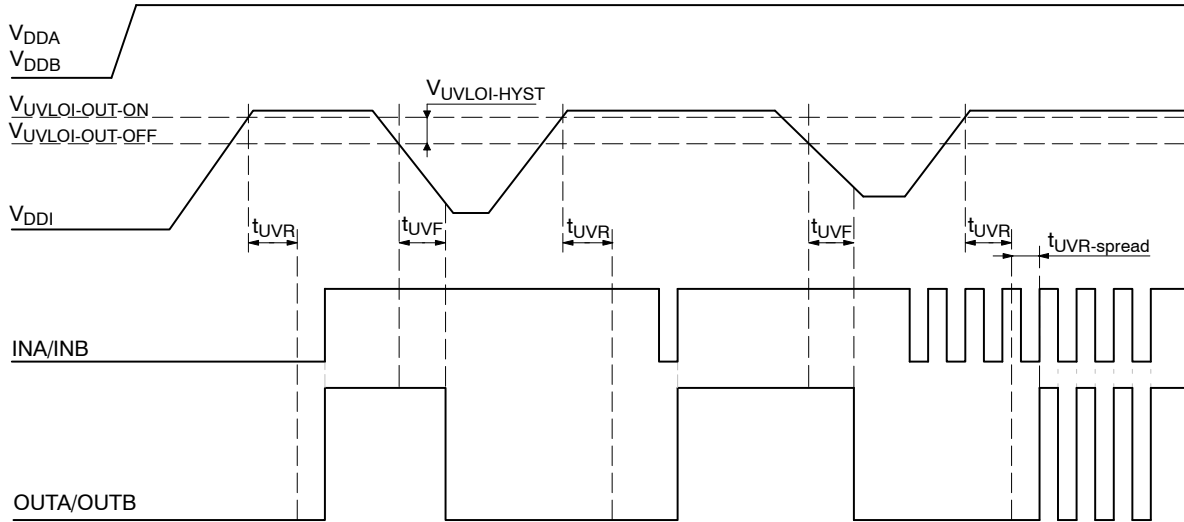 VDDA
VDDB
VUVLOI-HYST
VUVLOI-OUT-ON
VUVLOI-OUT-OFF
VDDI
tUVR
tUVF
tUVR
tUVF
tUVR
tUVR-spread
INA/INB
OUTA/OUTB